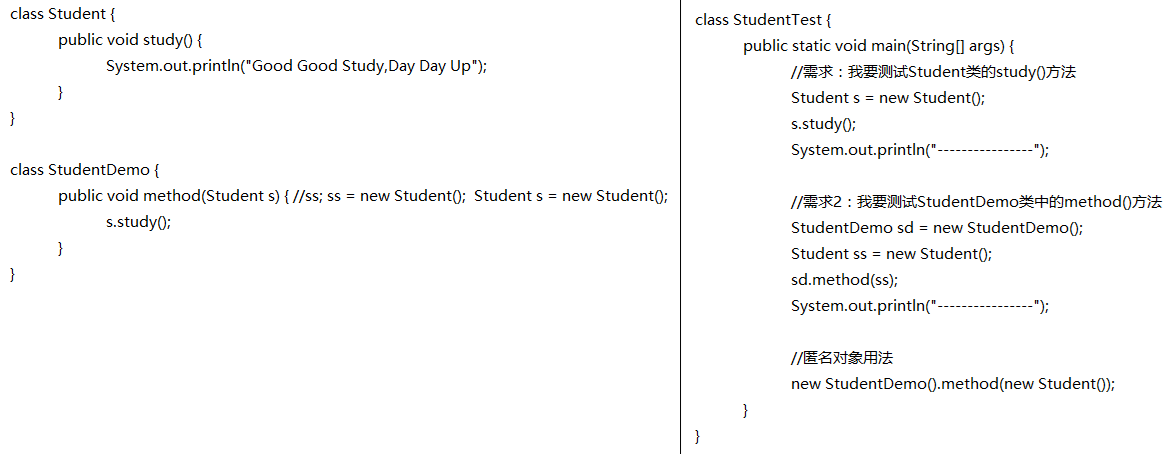 class Student {
public void study() {
System.out.println("Good Good Study,Day Day Up");
}
}
class StudentDemo {
public void method(Student s) { //ss; ss = new Student();  Student s = new Student();
s.study();
}
}
class StudentTest {
public static void main(String[] args) {
//需求：我要测试Student类的study()方法
Student s = new Student();
s.study();
System.out.println("----------------");
//需求2：我要测试StudentDemo类中的method()方法
StudentDemo sd = new StudentDemo();
Student ss = new Student();
sd.method(ss);
System.out.println("----------------");
//匿名对象用法
new StudentDemo().method(new Student());
}
}